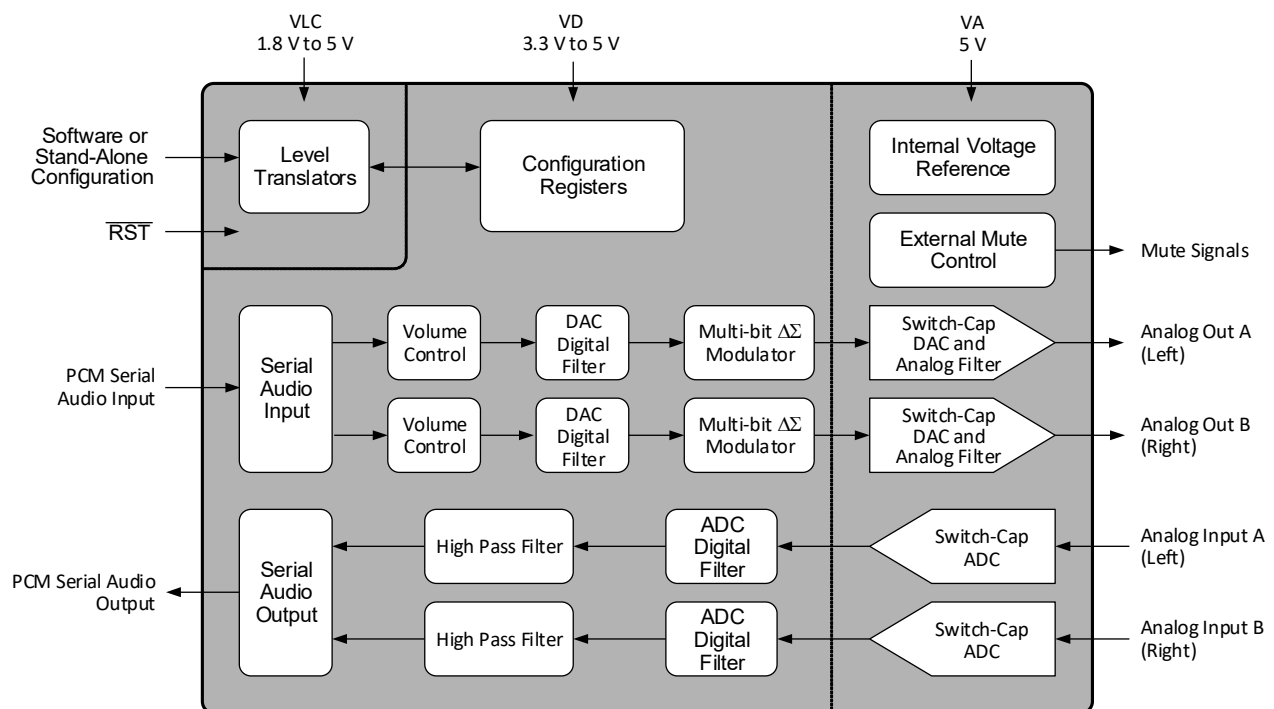 VLC
1.8 V to 5 V
VD
3.3 V to 5 V
VA
5 V
Software or
Stand-Alone
Configuration
RST
Level
Translators
Configuration
Registers
Internal Voltage
Reference
External Mute
Control
Mute Signals
PCM Serial
Audio Input
Serial
Audio
Input
Volume
Control
DAC
Digital
Filter
Multi-bit ΔΣ
Modulator
Switch-Cap
DAC and
Analog Filter
Analog Out A
(Left)
Volume
Control
DAC
Digital
Filter
Multi-bit ΔΣ
Modulator
Switch-Cap
DAC and
Analog Filter
Analog Out B
(Right)
PCM Serial Audio
Output
Serial
Audio
Output
High Pass Filter
ADC
Digital
Filter
Switch-Cap
ADC
Analog Input A
(Left)
High Pass Filter
ADC
Digital
Filter
Switch-Cap
ADC
Analog Input B
(Right)